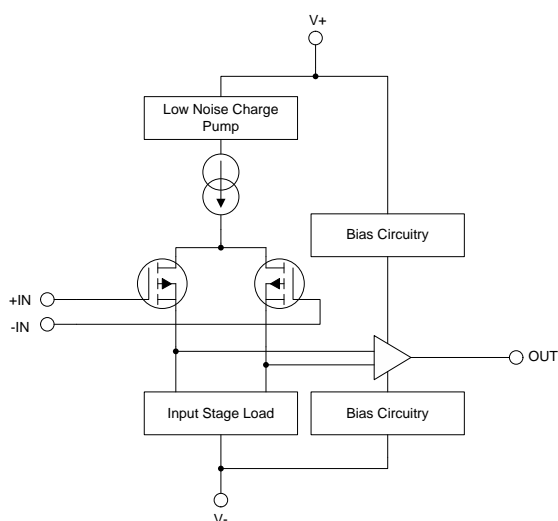 V+
Low Noise Charge
Pump
Bias Circuitry
+IN
-IN
OUT
Input Stage Load
Bias Circuitry
V-